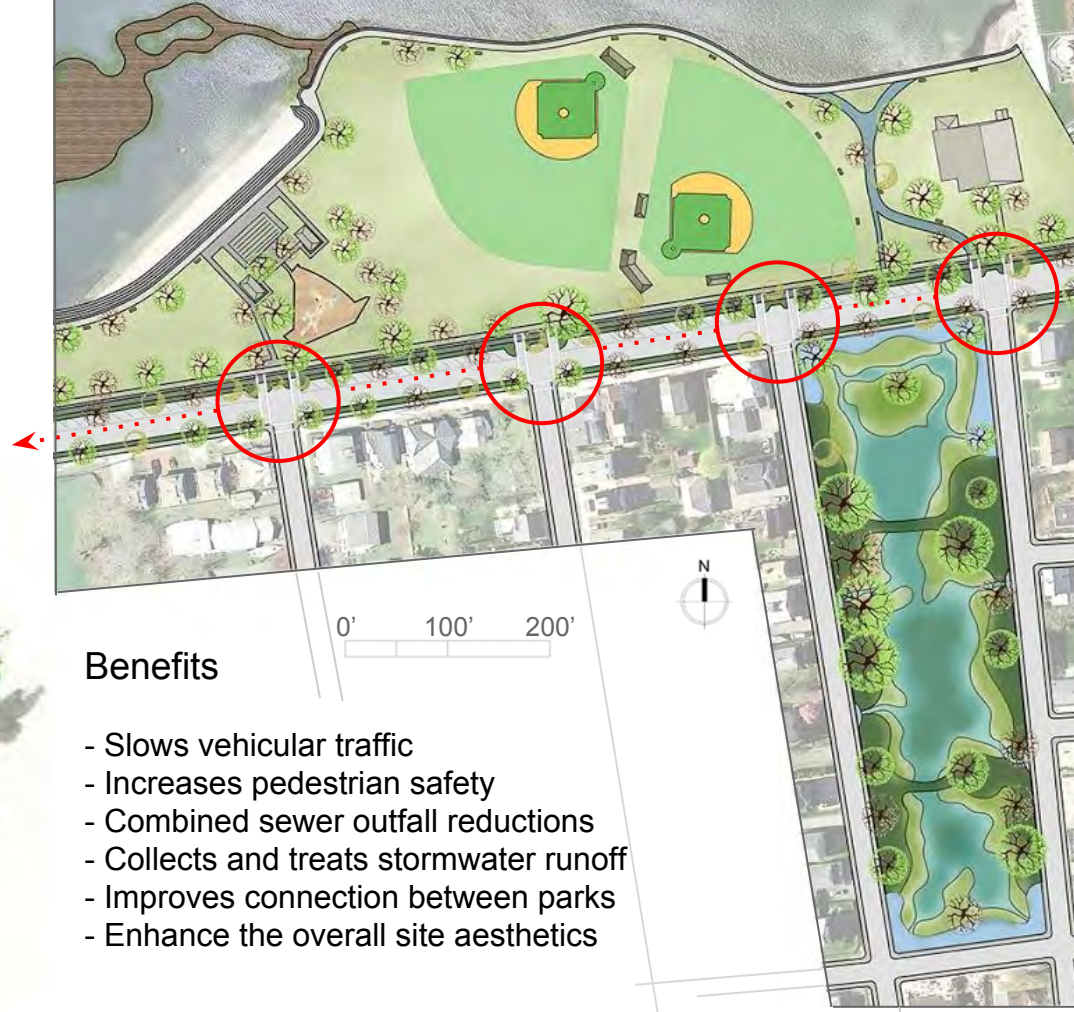 N
0’ 100’ 200’
Benefits
- Slows vehicular traffic
- Increases pedestrian safety
- Combined sewer outfall reductions
- Collects and treats stormwater runoff
- Improves connection between parks
- Enhance the overall site aesthetics